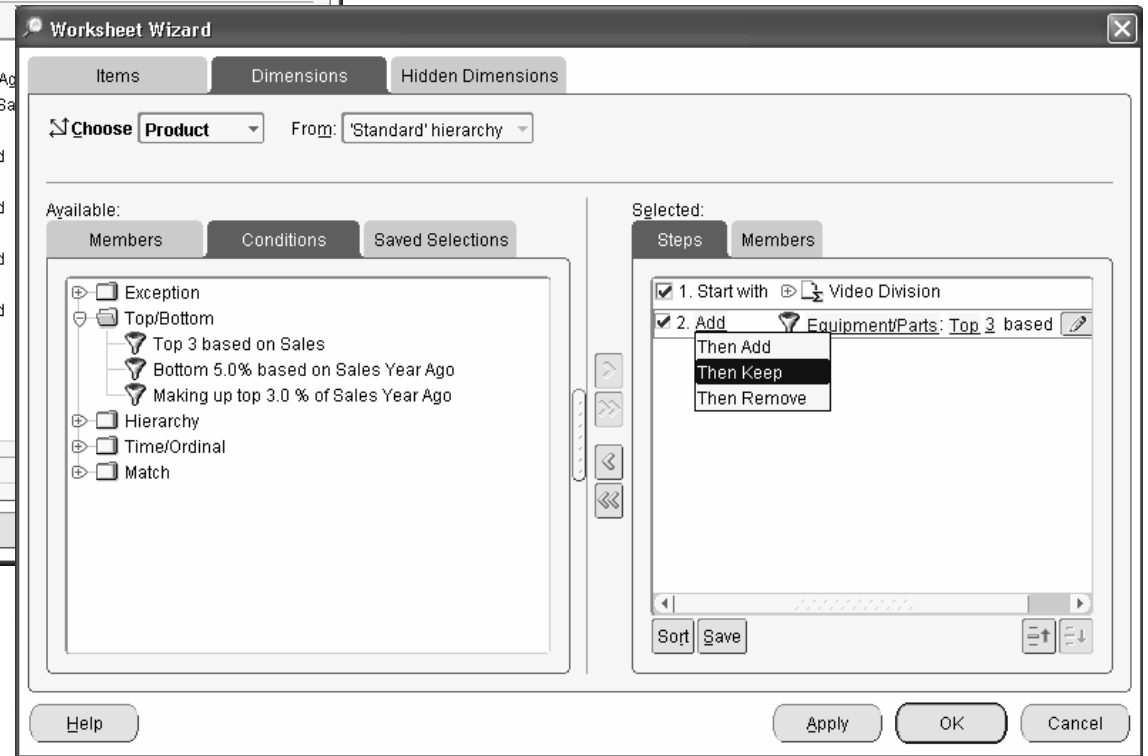 Worksheet Wizard
Items Dimensions Hidden Dimensions
Choose Product From: 'Standard' hierarchy
Available:
Members Conditions Saved Selections
Exception
Top/Bottom
Top 3 based on Sales
Bottom 5.0% based on Sales Year Ago
Making up top 3.0 % of Sales Year Ago
Hierarchy
Time/Ordinal
Match
Selected:
Steps Members
1. Start with Video Division
2. Add Equipment/Parts: Top 3 based
Then Add
Then Keep
Then Remove
Sort Save
Help Apply OK Cancel
Ag
Sa
d
d
d
d